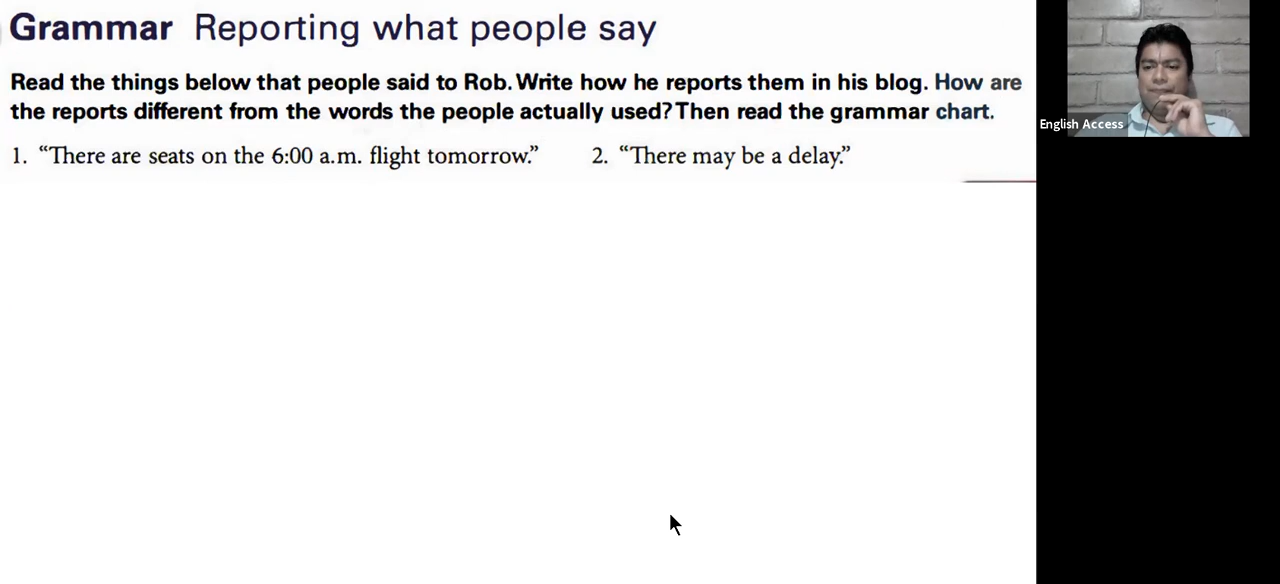 Grammar Reporting what people say
Read the things below that people said to Rob. Write how he reports them in his blog. How are
the reports different from the words the people actually used? Then read the grammar chart.
1. “There are seats on the 6:00 a.m. flight tomorrow.” 2. “There may be a delay.”
English Access